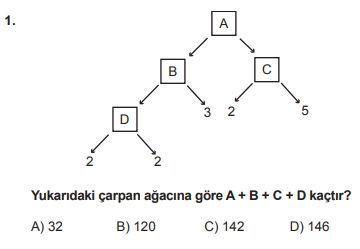 1.
A
B
C
D
3
2
5
2
2
Yukarıdaki çarpan ağacına göre A + B + C + D kaçtır?
A) 32 B) 120 C) 142 D) 146